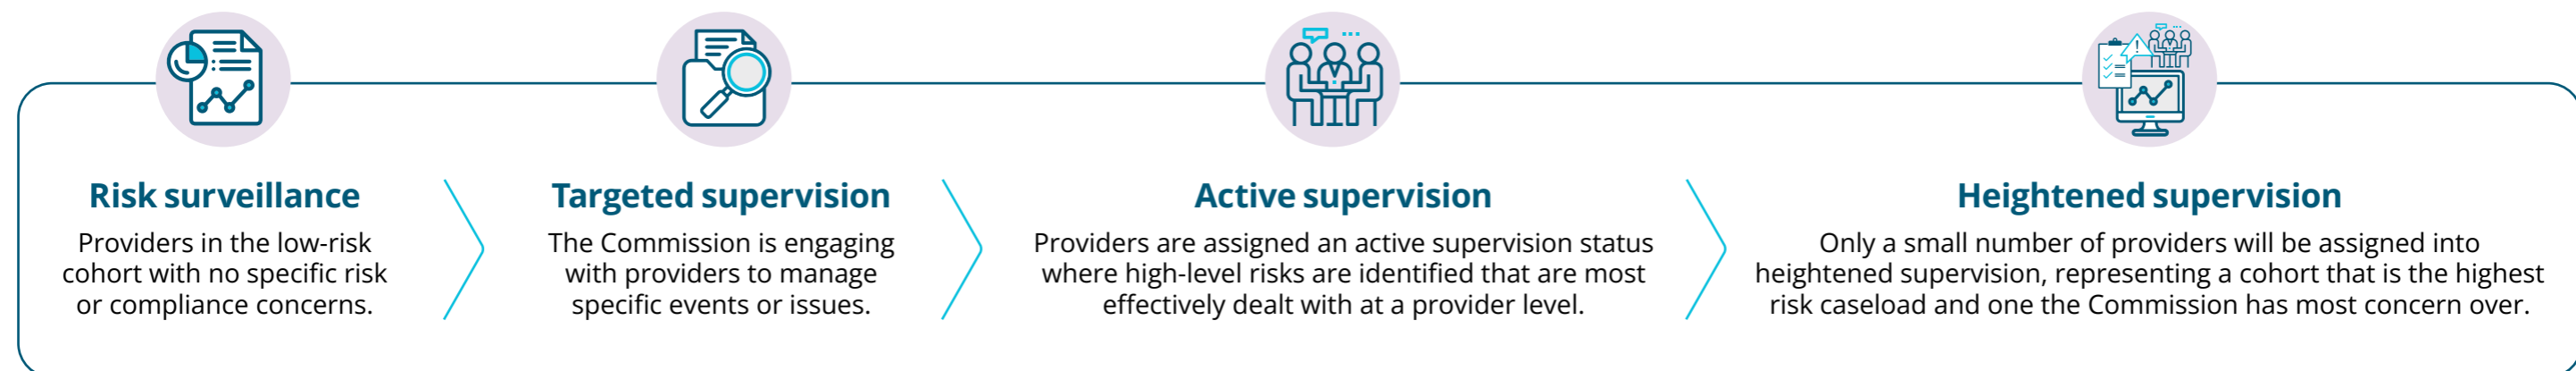 Risk surveillance
Providers in the low-risk
cohort with no specific risk
or compliance concerns.
Targeted supervision
The Commission is engaging
with providers to manage
specific events or issues.
Active supervision
Providers are assigned an active supervision status
where high-level risks are identified that are most
effectively dealt with at a provider level.
Heightened supervision
Only a small number of providers will be assigned into
heightened supervision, representing a cohort that is the highest
risk caseload and one the Commission has most concern over.